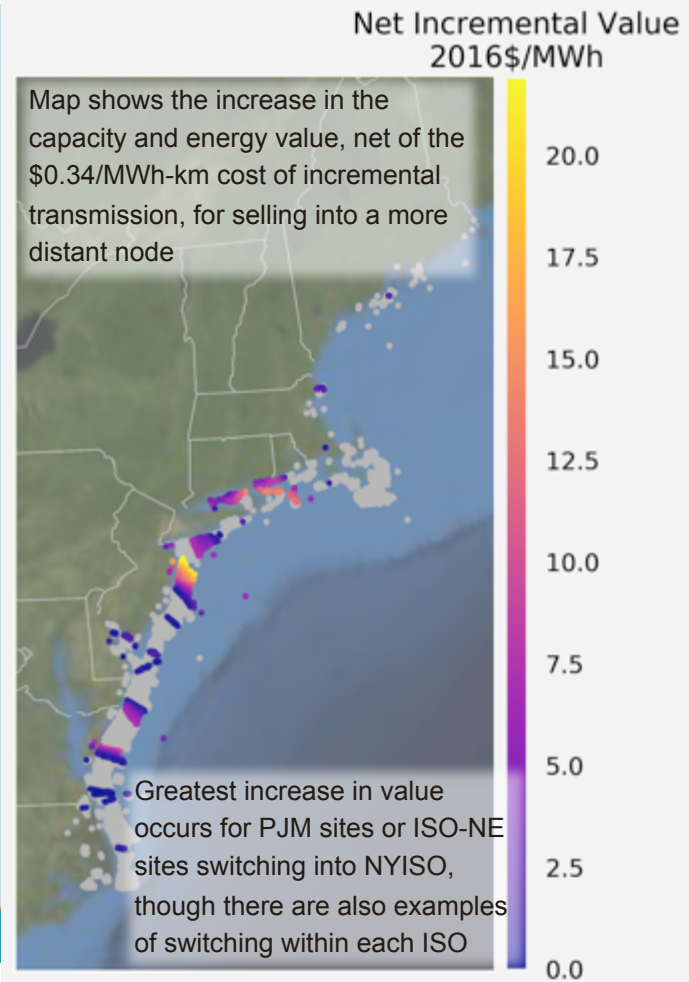 Net Incremental Value
2016$/MWh
Map shows the increase in the
capacity and energy value, net of the
$0.34/MWh-km cost of incremental
transmission, for selling into a more
distant node
20.0
17.5
15.0
12.5
10.0
7.5
5.0
2.5
0.0
Greatest increase in value
occurs for PJM sites or ISO-NE
sites switching into NYISO,
though there are also examples
of switching within each ISO